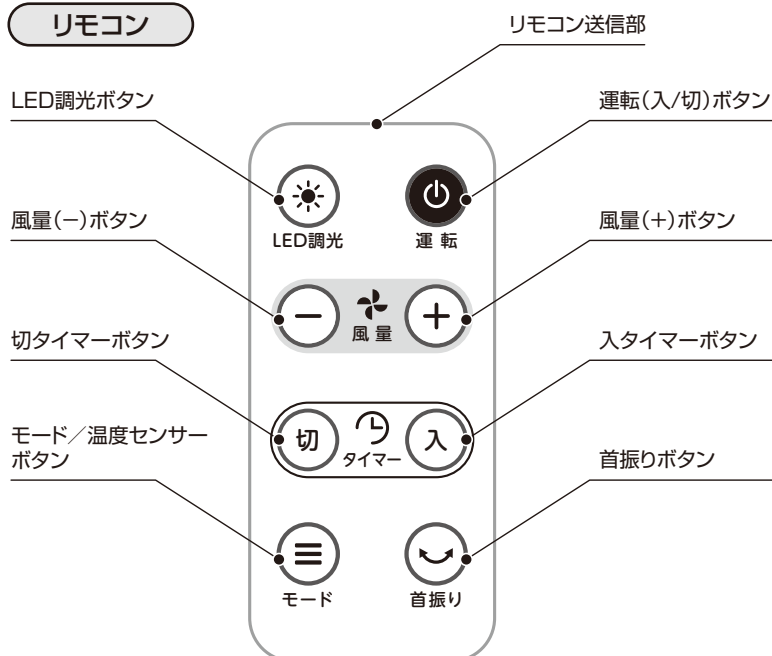 リモコン
リモコン送信部
LED調光ボタン
運転(入/切)ボタン
LED調光
運転
風量(−)ボタン
風量(+)ボタン
風量
切タイマーボタン
入タイマーボタン
切
タイマー
入
モード/温度センサー
ボタン
首振りボタン
モード
首振り